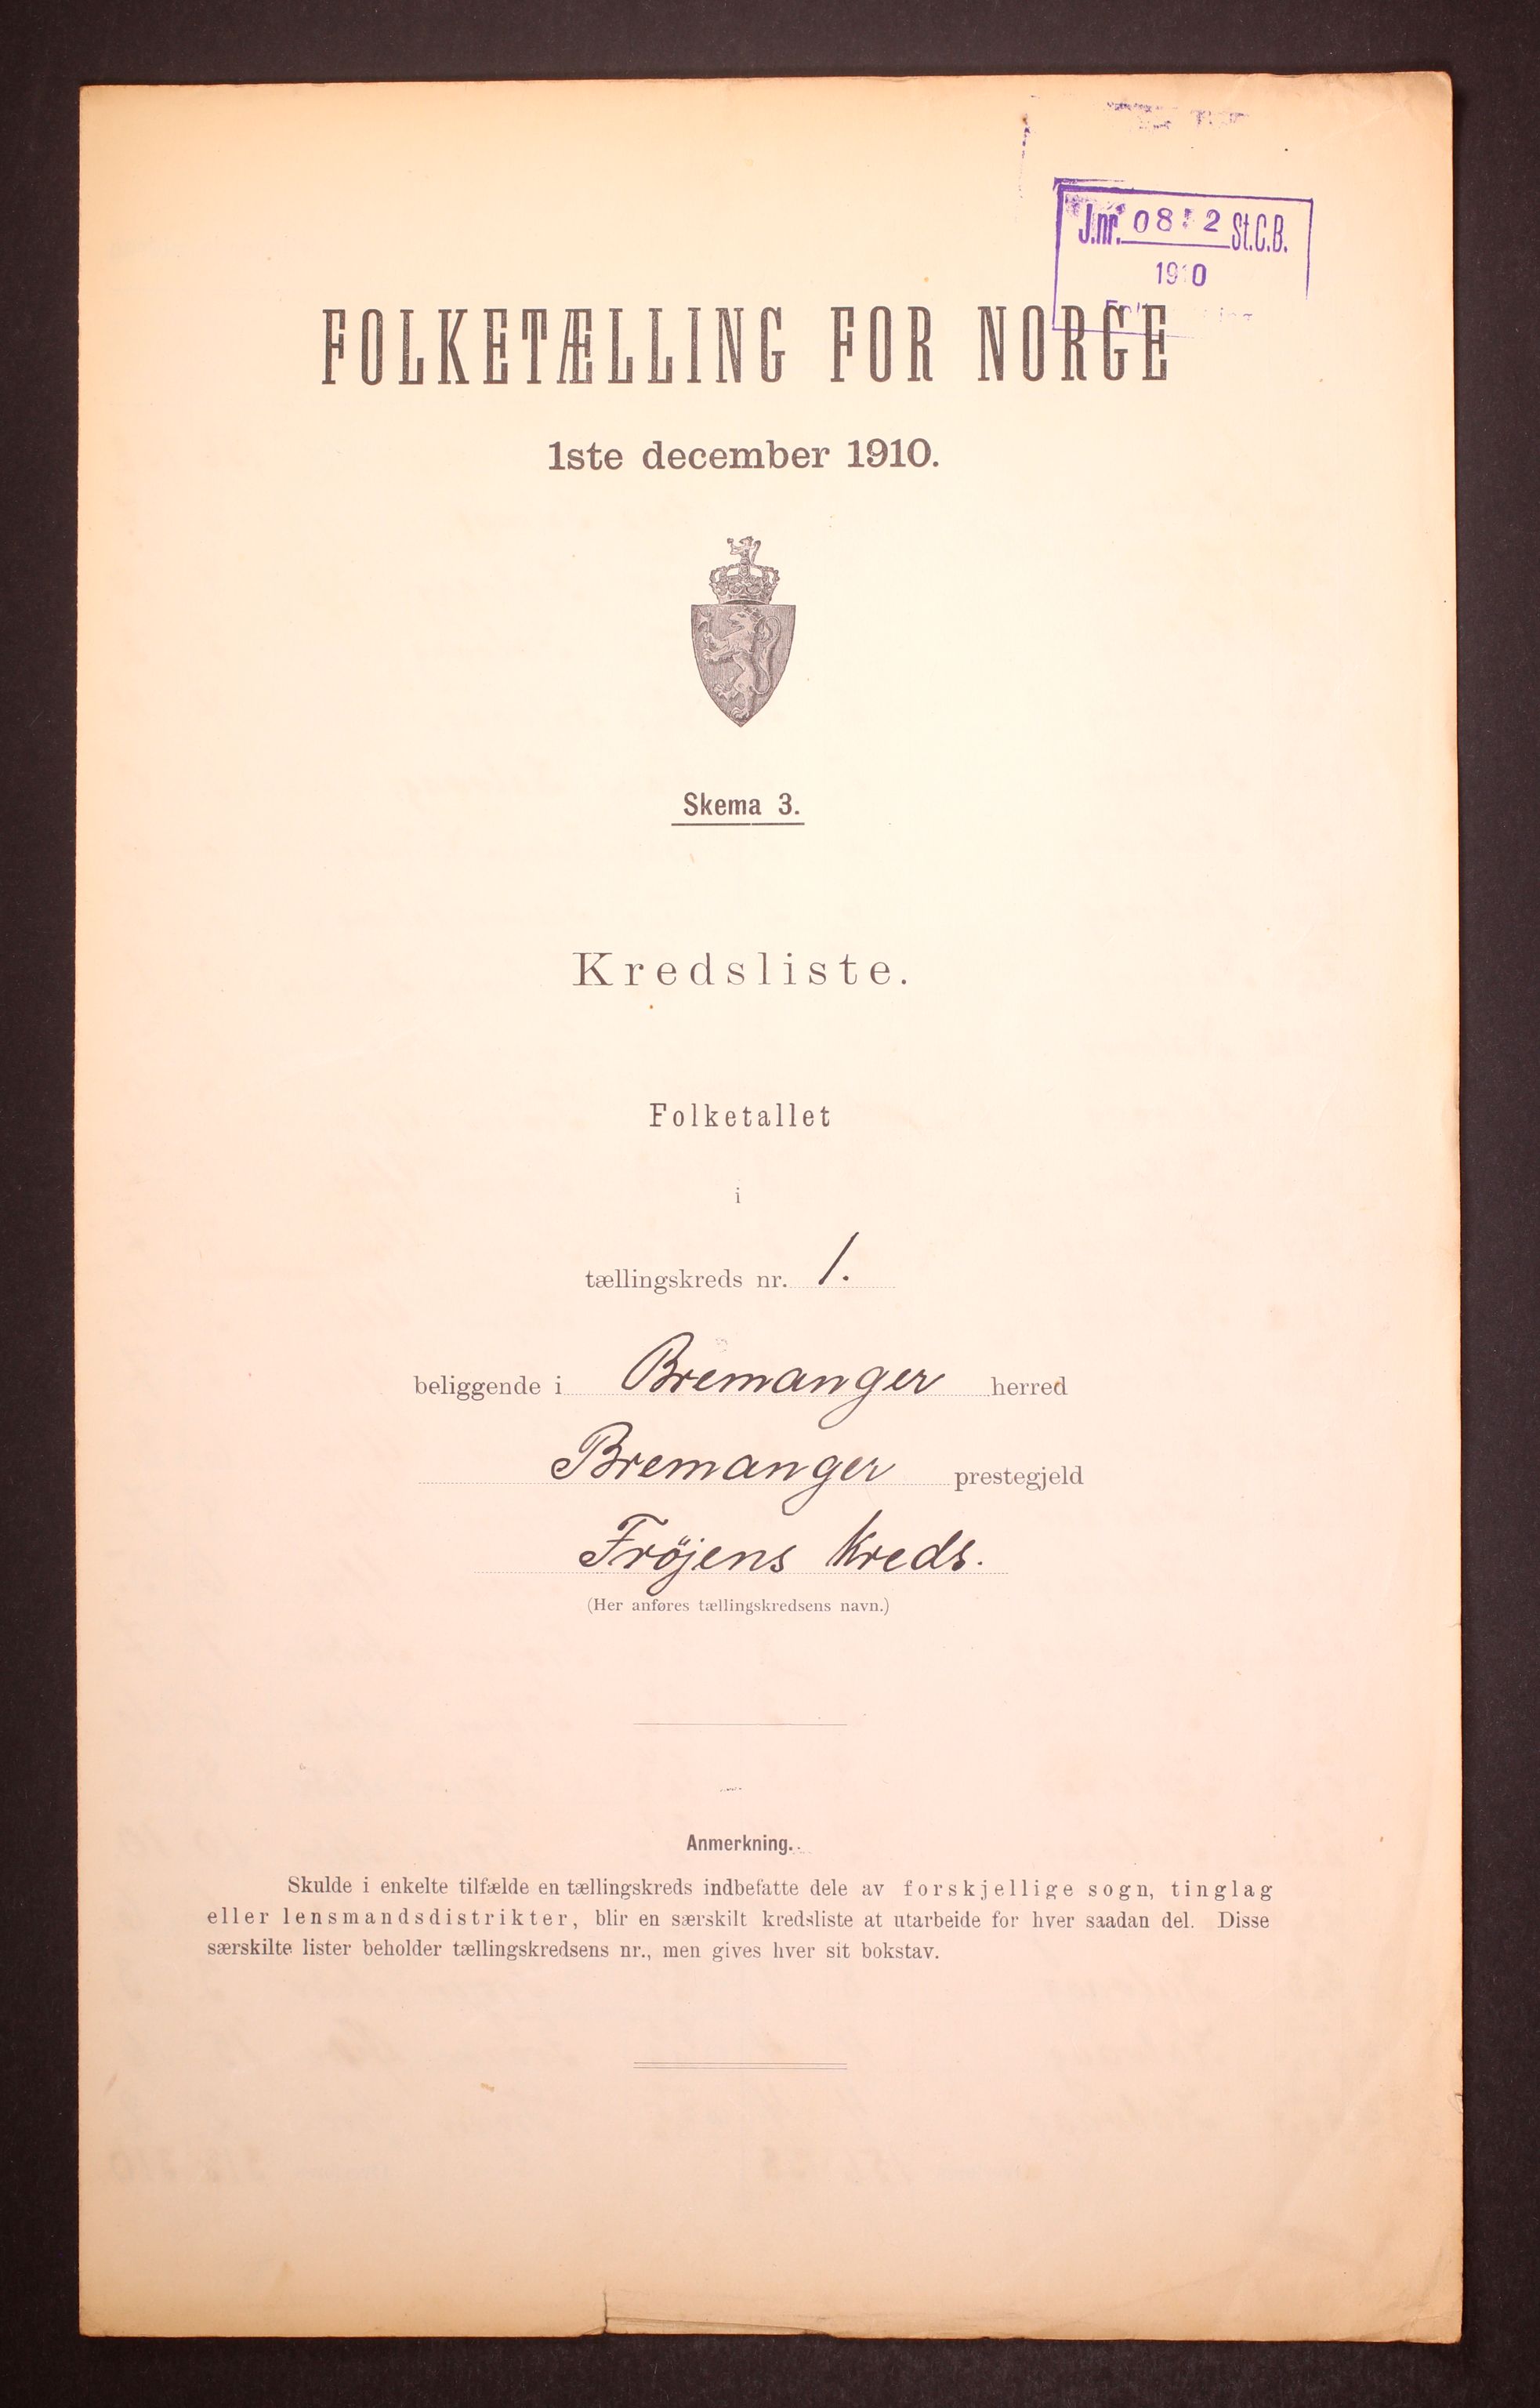 J.nr. St.C.B.
1910
FOLKETÆLLING FOR NORGE
1ste december 1910.
Skema 3.
Kredsliste.
Folketallet
i
tællingskreds nr. 1.
beliggende i Bremanger herred
Bremanger prestegjeld
Frøjens Kreds.
(Her anføres tællingskredsens navn.)
Anmerkning.
Skulde i enkelte tilfælde en tællingskreds indbefatte dele av forskjellige sogn, tinglag
eller lensmandsdistrikter, blir en særskilt kredsliste at utarbeide for hver saadan del. Disse
særskilte lister beholder tællingskredsens nr., men gives hver sit bokstav.